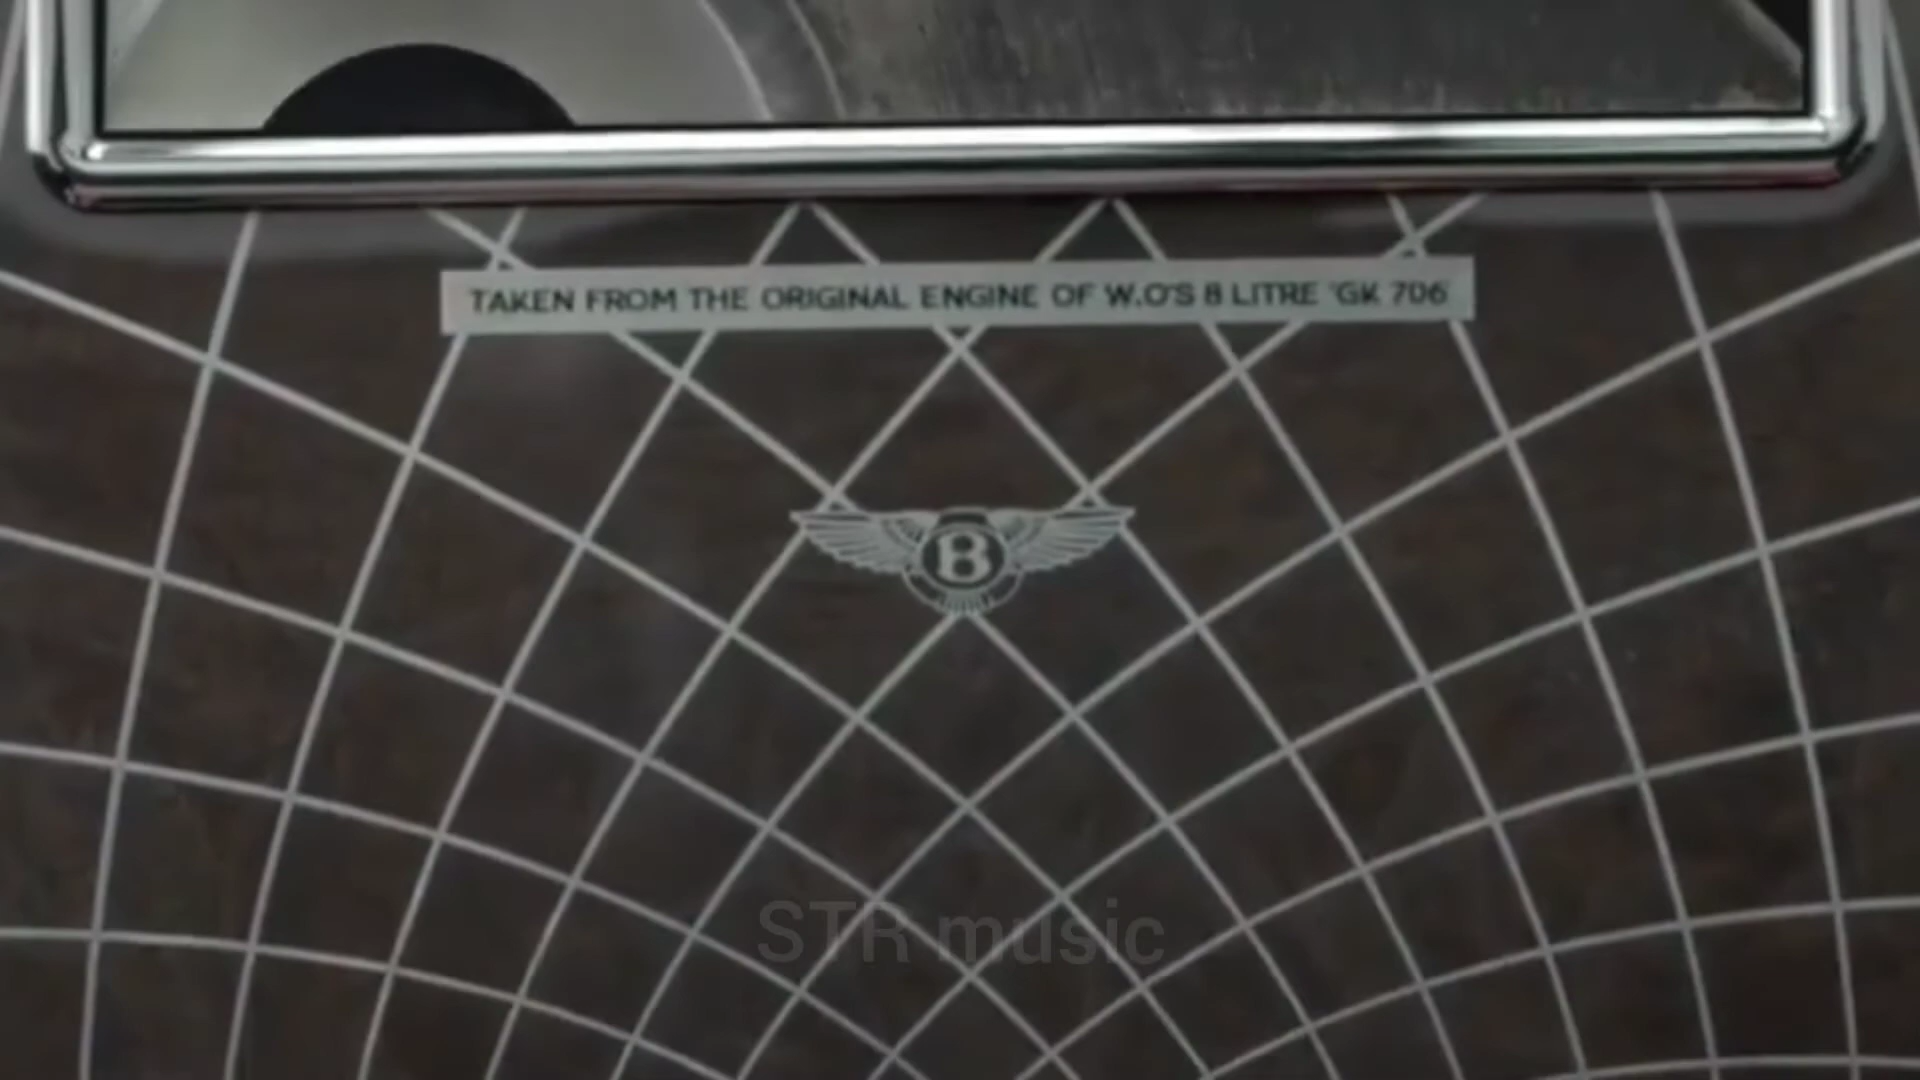 TAKEN FROM THE ORIGINAL ENGINE OF W.O'S 8 LITRE 'GK 706'
B
STR music